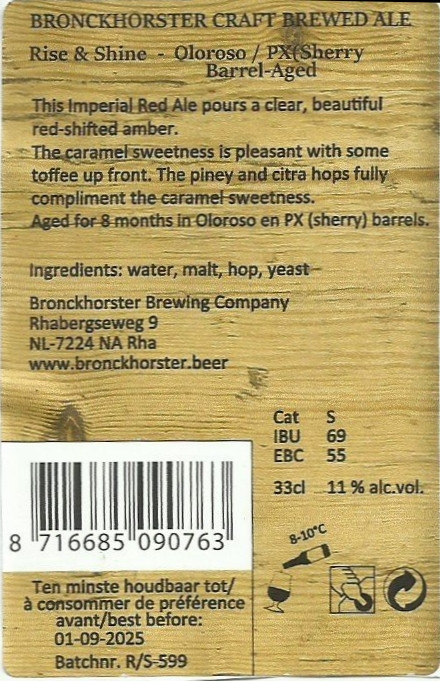 BRONCKHORSTER CRAFT BREWED ALE
Rise & Shine - Oloroso / PX(Sherry
Barrel-Aged
This Imperial Red Ale pours a clear, beautiful
red-shifted amber.
The caramel sweetness is pleasant with some
toffee up front. The piney and citra hops fully
compliment the caramel sweetness.
Aged for 8 months in Oloroso en PX (sherry) barrels.
Ingredients: water, malt, hop, yeast
Bronckhorster Brewing Company
Rhabergseweg 9
NL-7224 NA Rha
www.bronckhorster.beer
Cat S
IBU 69
EBC 55
33cl 11 % alc.vol.
8-10°C
8 716685 090763
Ten minste houdbaar tot/
à consommer de préférence
avant/best before:
01-09-2025
Batchnr. R/S-599